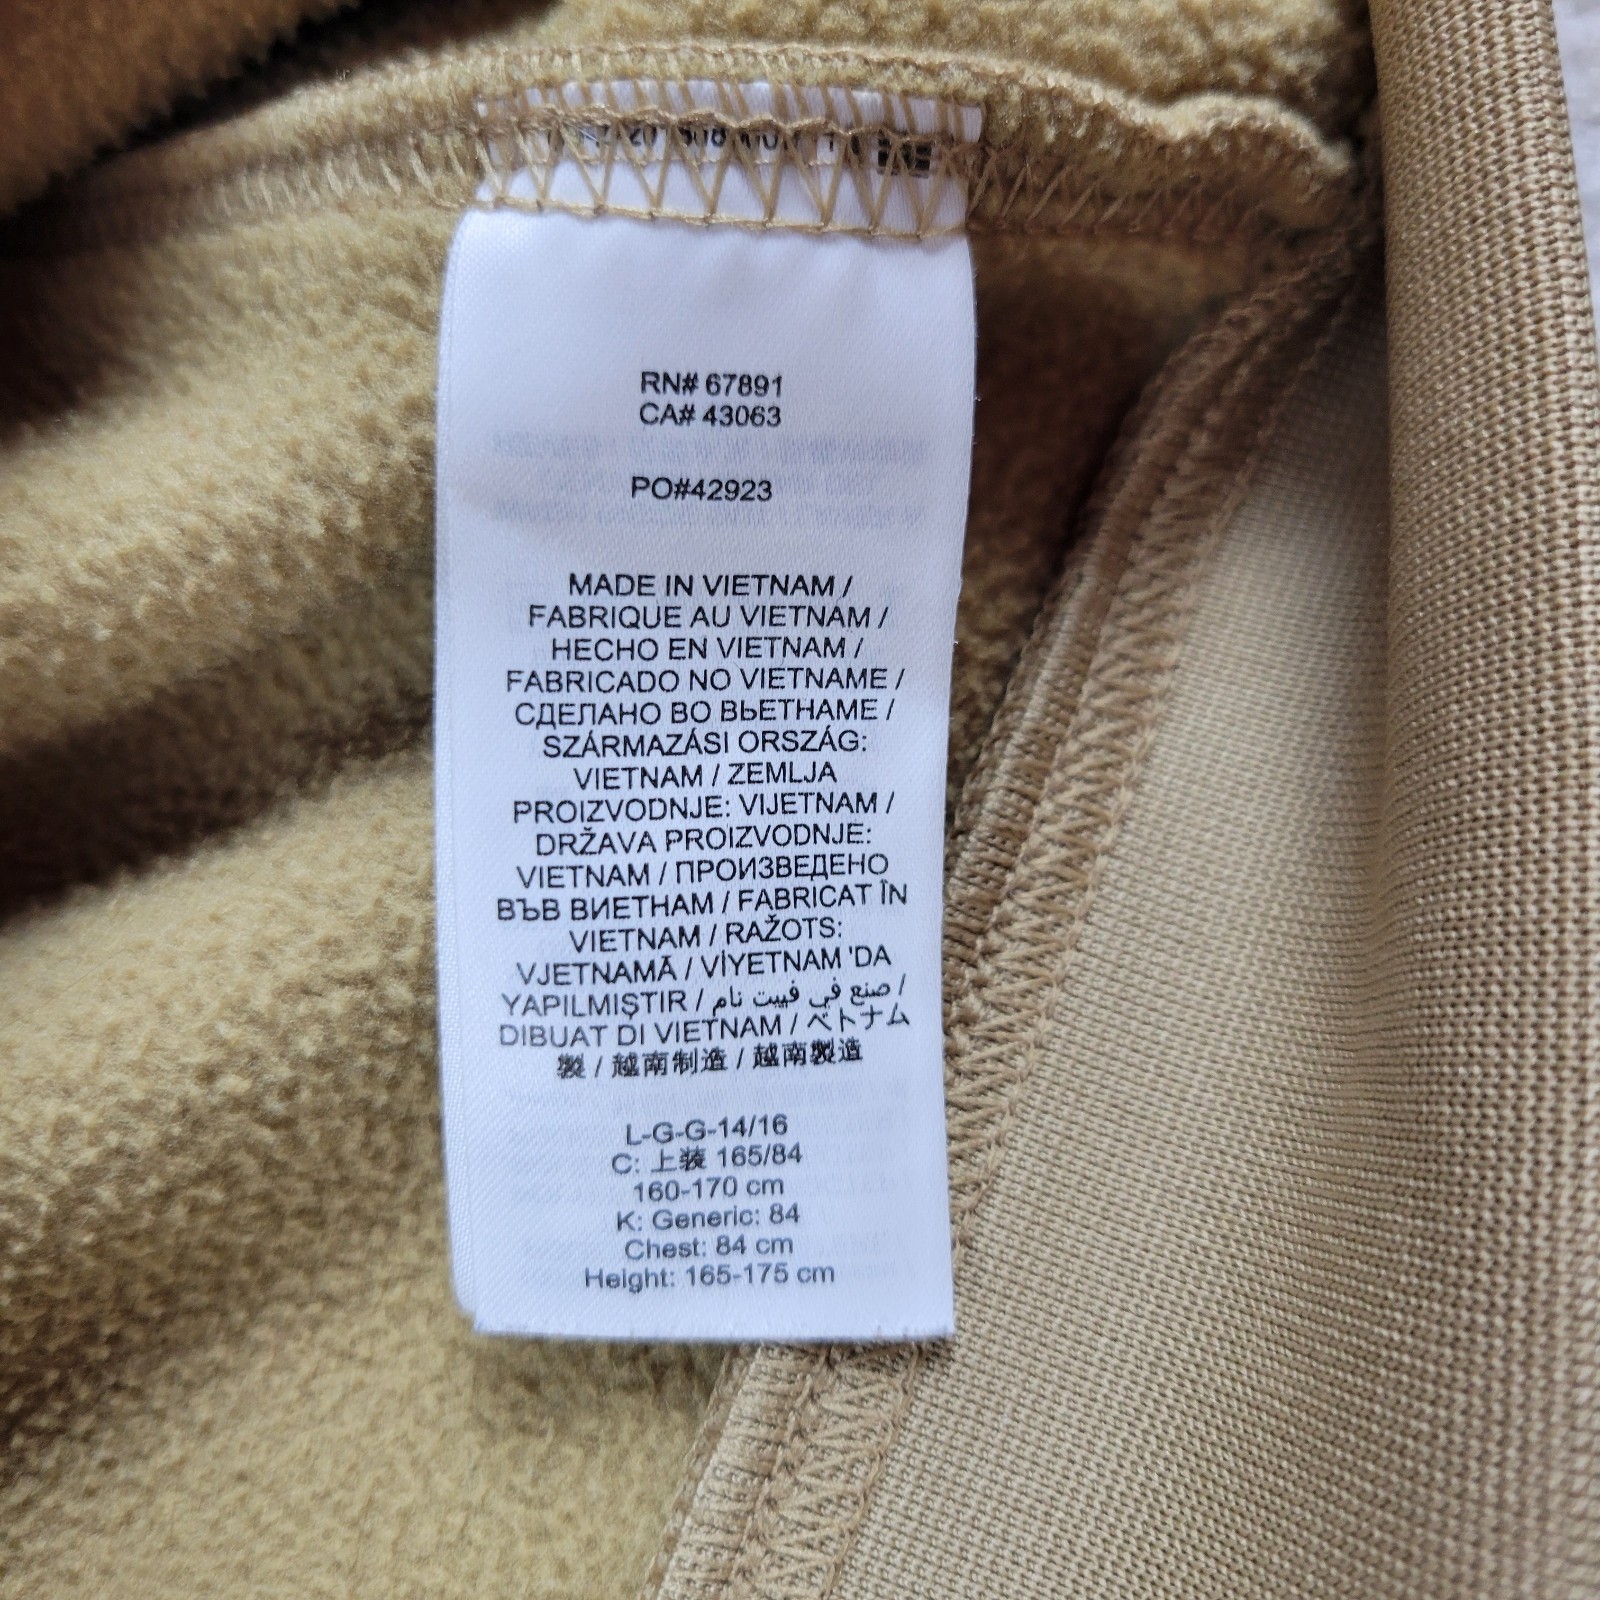 RN# 67891
CA# 43063
PO#42923
MADE IN VIETNAM /
FABRIQUE AU VIETNAM /
HECHO EN VIETNAM /
FABRICADO NO VIETNAME /
СДЕЛАНО ВО ВЬЕТНАМЕ /
SZÁRMAZÁSI ORSZÁG:
VIETNAM / ZEMLJA
PROIZVODNJE: VIJETNAM /
DRŽAVA PROIZVODNJE:
VIETNAM / ПРОИЗВЕДЕНО
ВЪВ ВИЕТНАМ / FABRICAT ÎN
VIETNAM / RAŽOTS:
VJETNAMĀ / VİYETNAM 'DA
YAPILMIŞTIR / صنع في فييت نام /
DIBUAT DI VIETNAM / ベトナム
製 / 越南制造 / 越南製造
L-G-G-14/16
C: 上装 165/84
160-170 cm
K: Generic: 84
Chest: 84 cm
Height: 165-175 cm